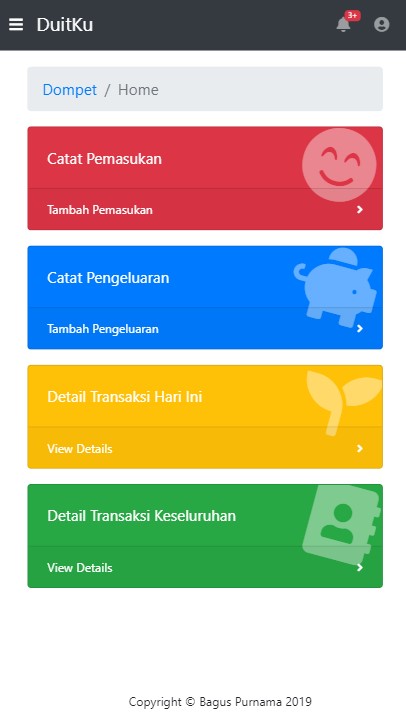 DuitKu
3+
Dompet / Home
Catat Pemasukan
Tambah Pemasukan
Catat Pengeluaran
Tambah Pengeluaran
Detail Transaksi Hari Ini
View Details
Detail Transaksi Keseluruhan
View Details
Copyright © Bagus Purnama 2019